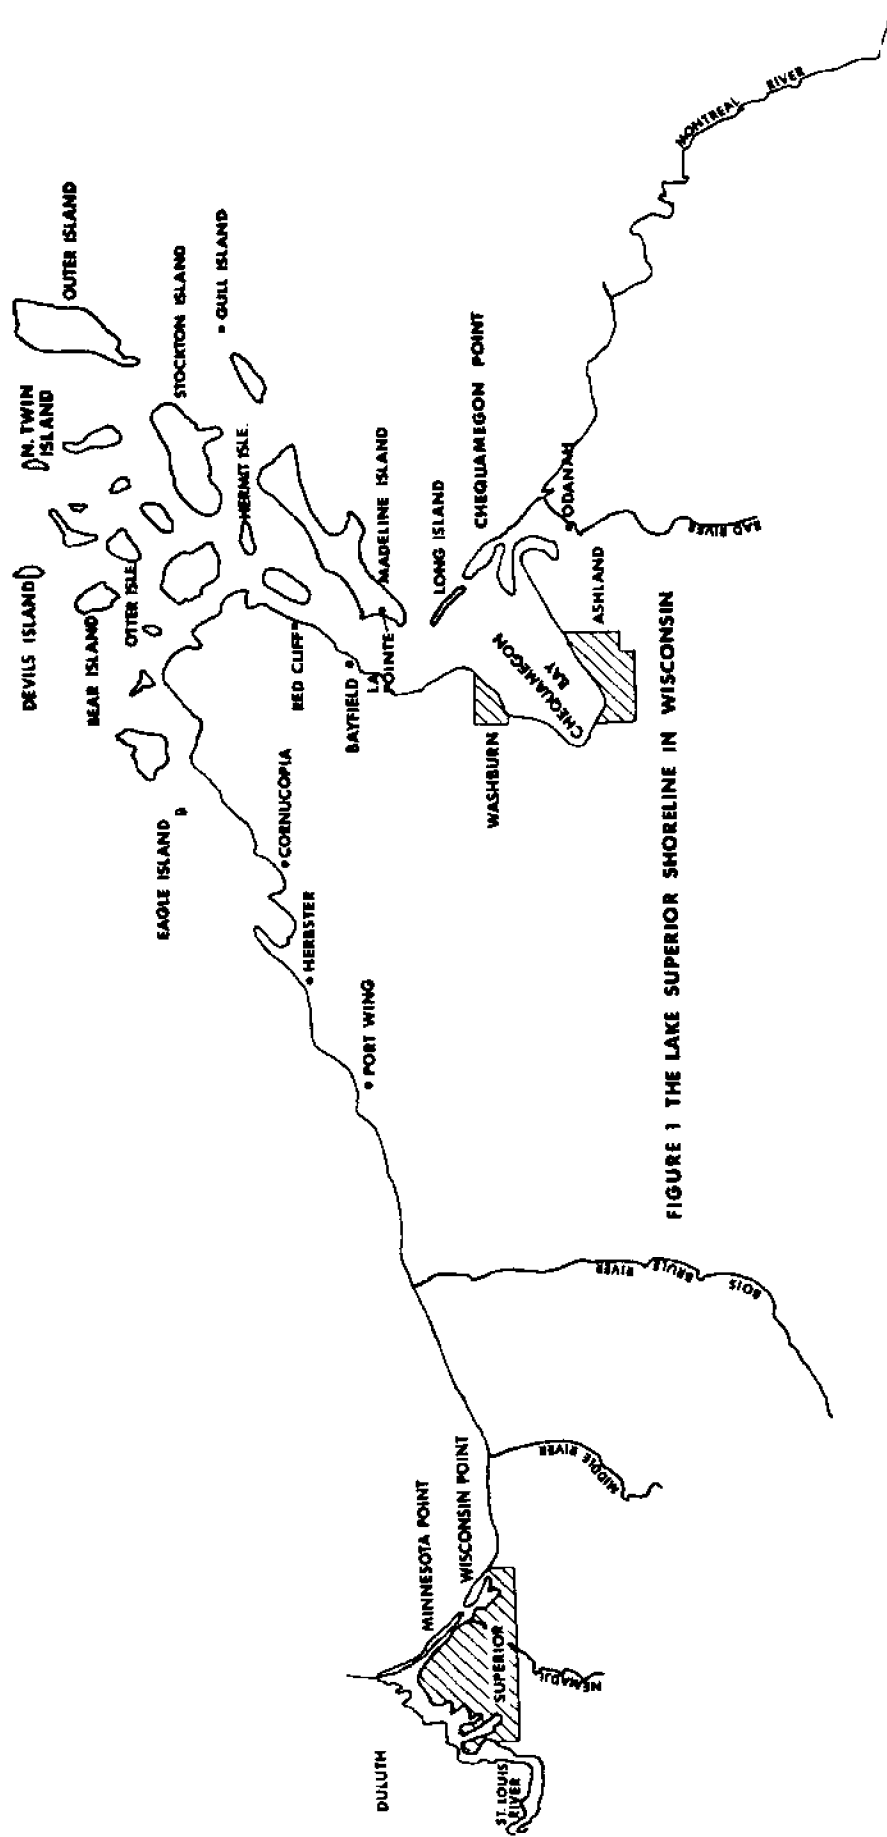 OUTER ISLAND
N. TWIN
ISLAND
STOCKTON ISLAND
GULL ISLAND
DEVILS ISLAND
BEAR ISLAND
OTTER ISLE
HERMIT ISLE.
EAGLE ISLAND
RED CLIFF
BAYFIELD
LA
POINTE
MADELINE ISLAND
LONG ISLAND
CHEQUAMEGON POINT
CORNUCOPIA
HERBSTER
PORT WING
WASHBURN
CHEQUAMEGON
BAY
ASHLAND
ODANAH
BAD RIVER
MONTREAL RIVER
BOIS BRULE RIVER
MIDDLE RIVER
MINNESOTA POINT
WISCONSIN POINT
DULUTH
SUPERIOR
NEMADJI
ST. LOUIS
RIVER
FIGURE 1 THE LAKE SUPERIOR SHORELINE IN WISCONSIN